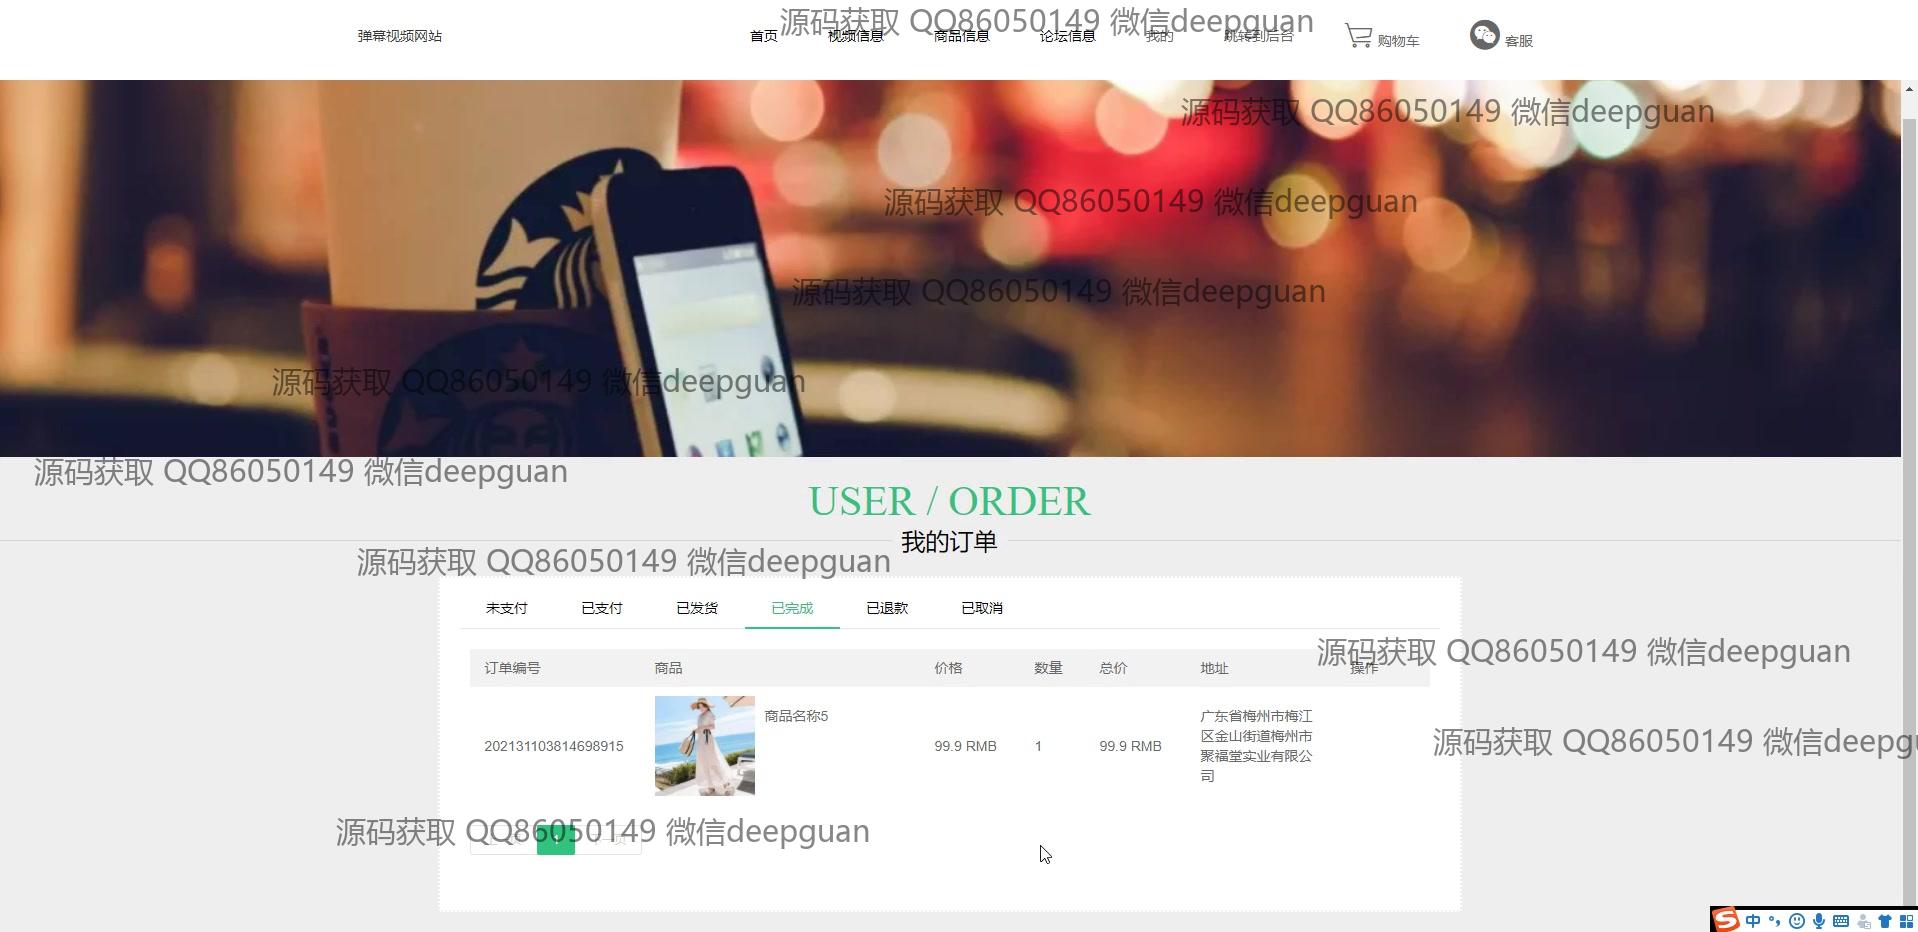 源码获取 QQ86050149 微信deepguan
弹幕视频网站 首页 视频信息 商品信息 论坛信息 我的 跳转到后台 购物车 客服
源码获取 QQ86050149 微信deepguan
源码获取 QQ86050149 微信deepguan
源码获取 QQ86050149 微信deepguan
源码获取 QQ86050149 微信deepguan
源码获取 QQ86050149 微信deepguan
USER / ORDER
我的订单
源码获取 QQ86050149 微信deepguan
未支付 已支付 已发货 已完成 已退款 已取消
源码获取 QQ86050149 微信deepguan
订单编号 商品 价格 数量 总价 地址 操作
商品名称5
202131103814698915 99.9 RMB 1 99.9 RMB
广东省梅州市梅江
区金山街道梅州市
聚福堂实业有限公
司
源码获取 QQ86050149 微信deepgu
源码获取 QQ86050149 微信deepguan
上一页 1 下一页
中